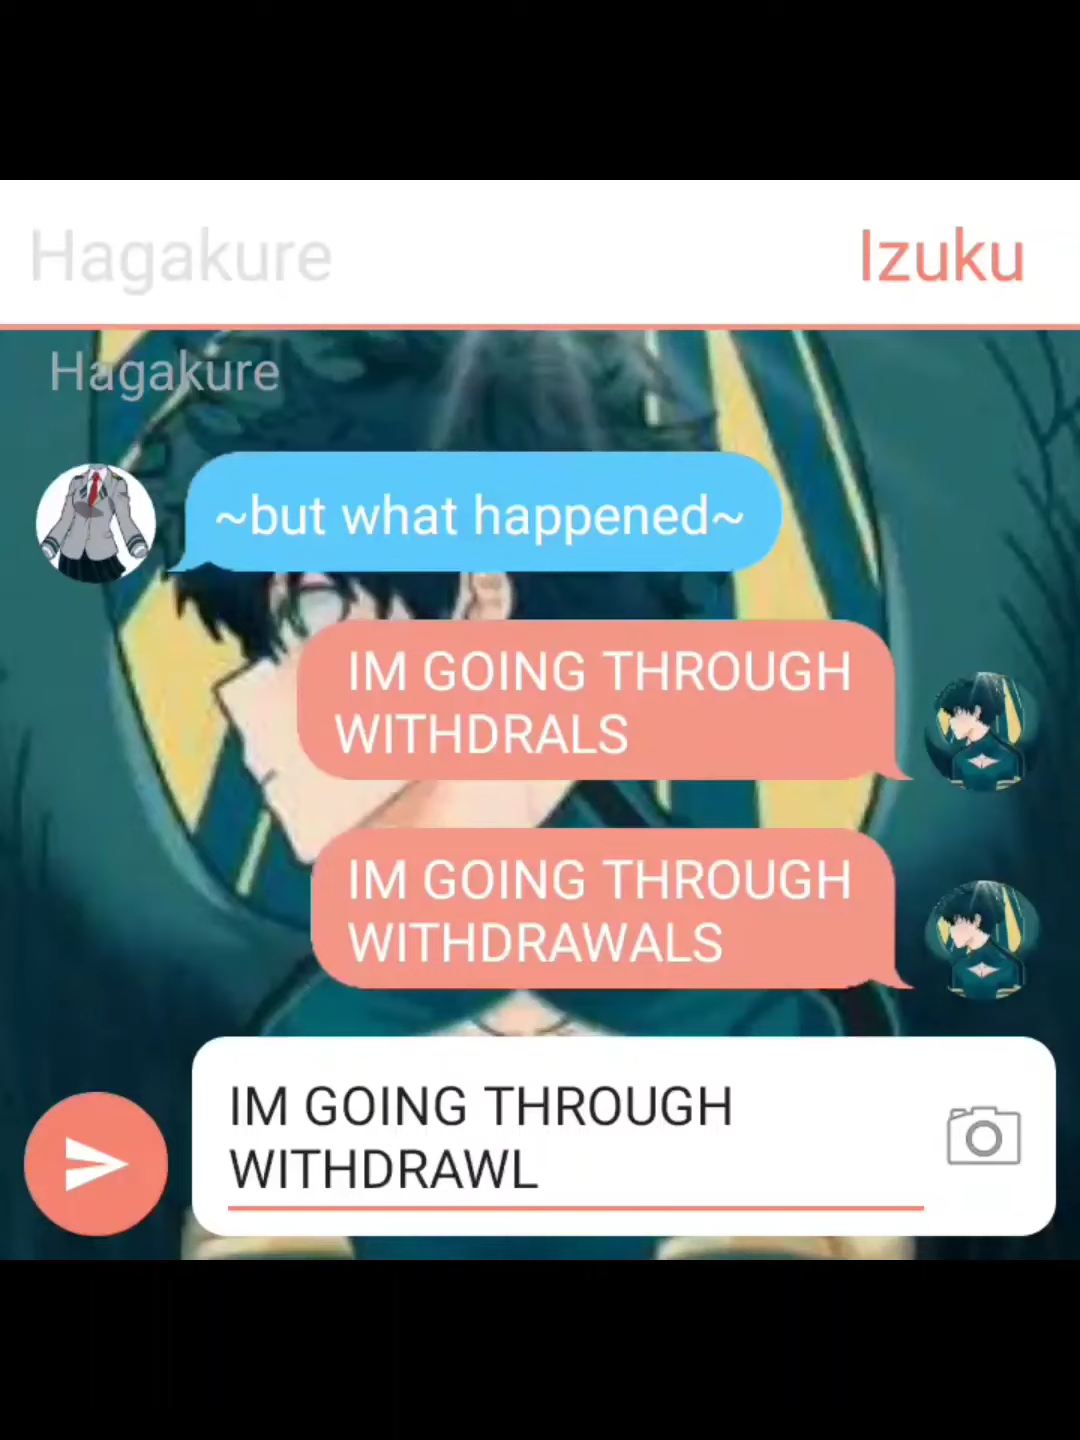 Hagakure
Izuku
Hagakure
~but what happened~
IM GOING THROUGH
WITHDRALS
IM GOING THROUGH
WITHDRAWALS
IM GOING THROUGH
WITHDRAWL